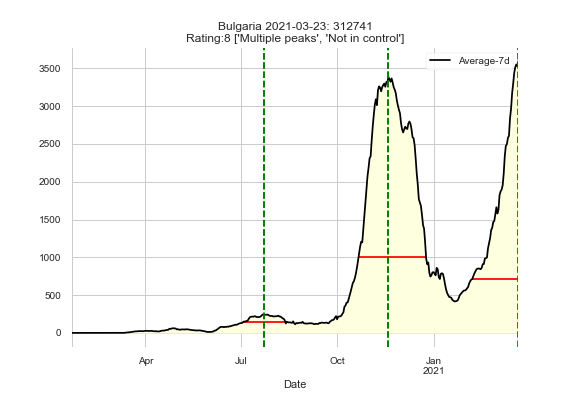 Bulgaria 2021-03-23: 312741
Rating:8 ['Multiple peaks', 'Not in control']
Average-7d
3500
3000
2500
2000
1500
1000
500
0
Apr
Jul
Oct
Jan
2021
Date